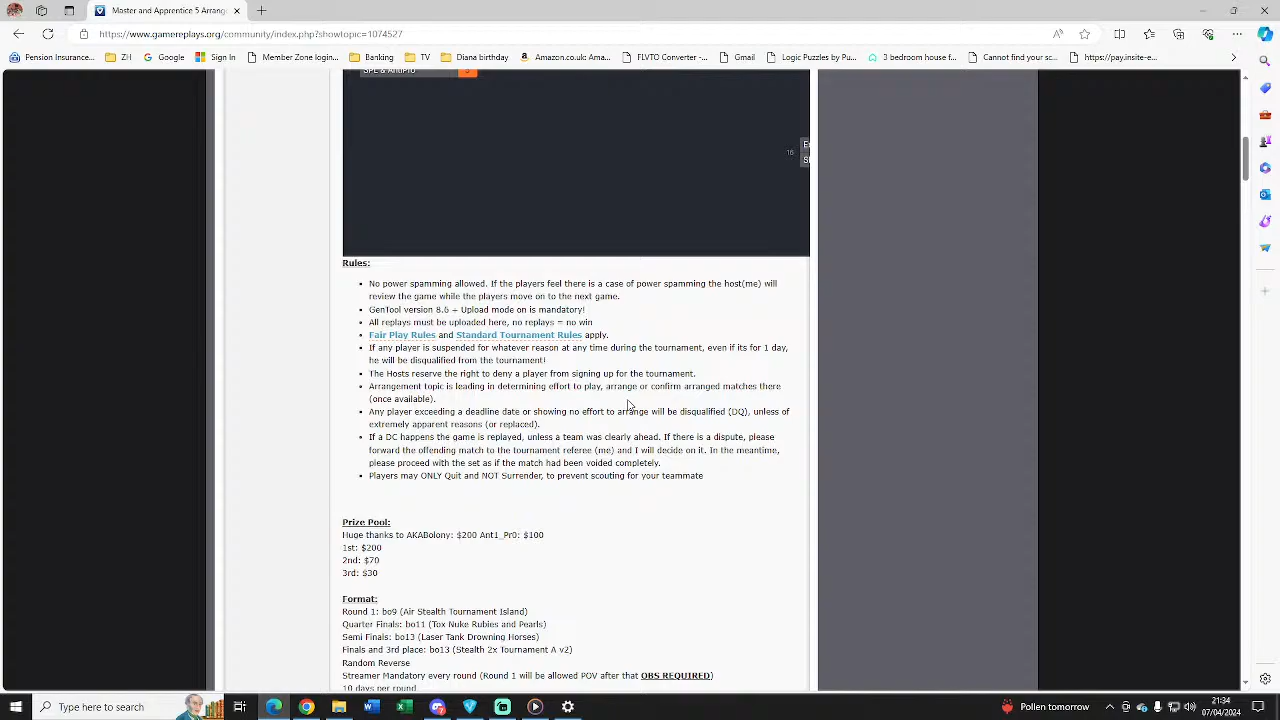 Master and Apprentice 5 Arrang
https://www.gamereplays.org/community/index.php?showtopic=1074527
Pension Insurance... ZH Google Sign In Member Zone login... Banking TV Diana birthday Amazon.co.uk: Ama... FLVTO Converter -... Gmail Logic Puzzles by Pu... 3 bedroom house f... Cannot find your sc... https://pay.insite-e...
SPE & AntiPro
16
Rules:
No power spamming allowed. If the players feel there is a case of power spamming the host(me) will
review the game while the players move on to the next game.
GenTool version 8.6 + Upload mode on is mandatory!
All replays must be uploaded here, no replays = no win
Fair Play Rules and Standard Tournament Rules apply.
If any player is suspended for whatever reason at any time during the tournament, even if its for 1 day,
he will be disqualified from the tournament!
The Hosts reserve the right to deny a player from signing up for the tournament.
Arrangement topic is leading in determining effort to play, arrange or confirm arranged matches there
(once available).
Any player exceeding a deadline date or showing no effort to arrange will be disqualified (DQ), unless of
extremely apparent reasons (or replaced).
If a DC happens the game is replayed, unless a team was clearly ahead. If there is a dispute, please
forward the offending match to the tournament referee (me) and I will decide on it. In the meantime,
please proceed with the set as if the match had been voided completely.
Players may ONLY Quit and NOT Surrender, to prevent scouting for your teammate
Prize Pool:
Huge thanks to AKABolony: $200 Ant1_Pr0: $100
1st: $200
2nd: $70
3rd: $30
Format:
Round 1: bo9 (Air Stealth Tournament Island)
Quarter Finals: bo11 (Tox Nuke Rubies and Pearls)
Semi Finals: bo13 (Laser Tank Drowning Horses)
Finals and 3rd place: bo13 (Stealth 2x Tournament A v2)
Random Reverse
Streamer Mandatory every round (Round 1 will be allowed POV after that OBS REQUIRED)
10 days per round
Type here to search
Pollen tomorrow
21:34
07/04/2024